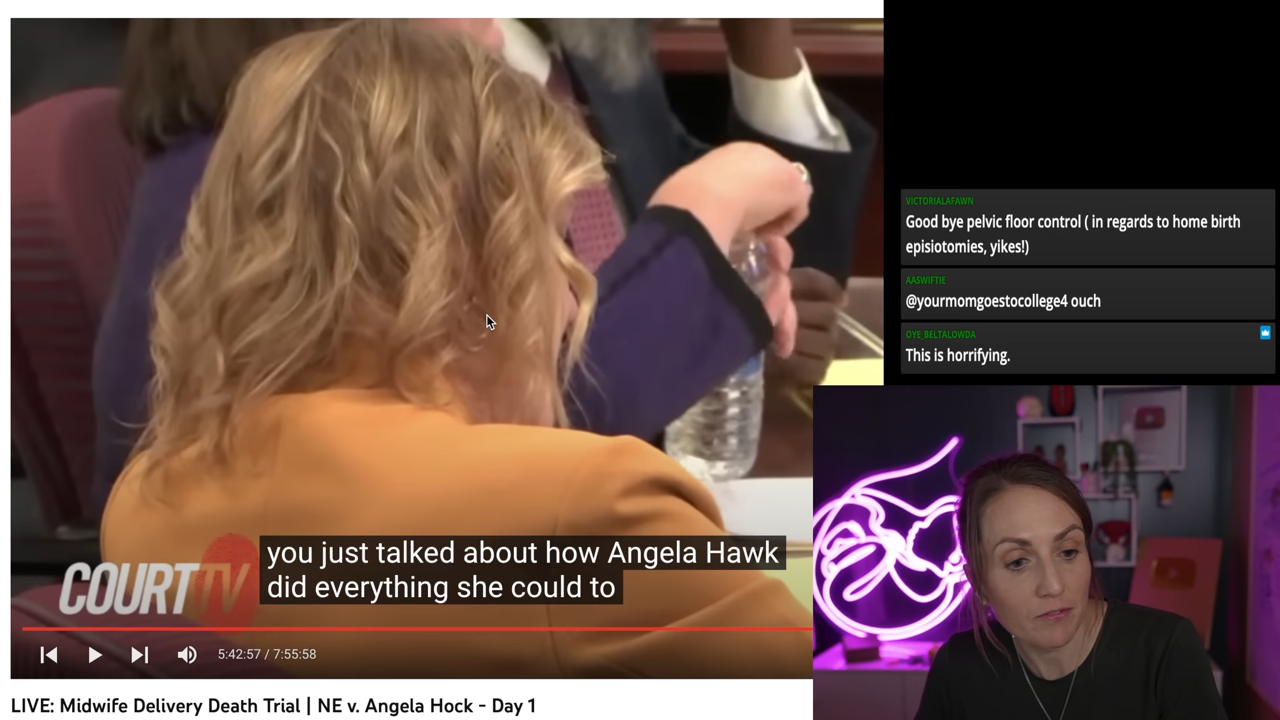 VICTORIALAFAWN
Good bye pelvic floor control ( in regards to home birth
episiotomies, yikes!)
AASWIFTIE
@yourmomgoestocollege4 ouch
OYE_BELTALOWDA
This is horrifying.
you just talked about how Angela Hawk
did everything she could to
COURT TV
5:42:57 / 7:55:58
LIVE: Midwife Delivery Death Trial | NE v. Angela Hock - Day 1